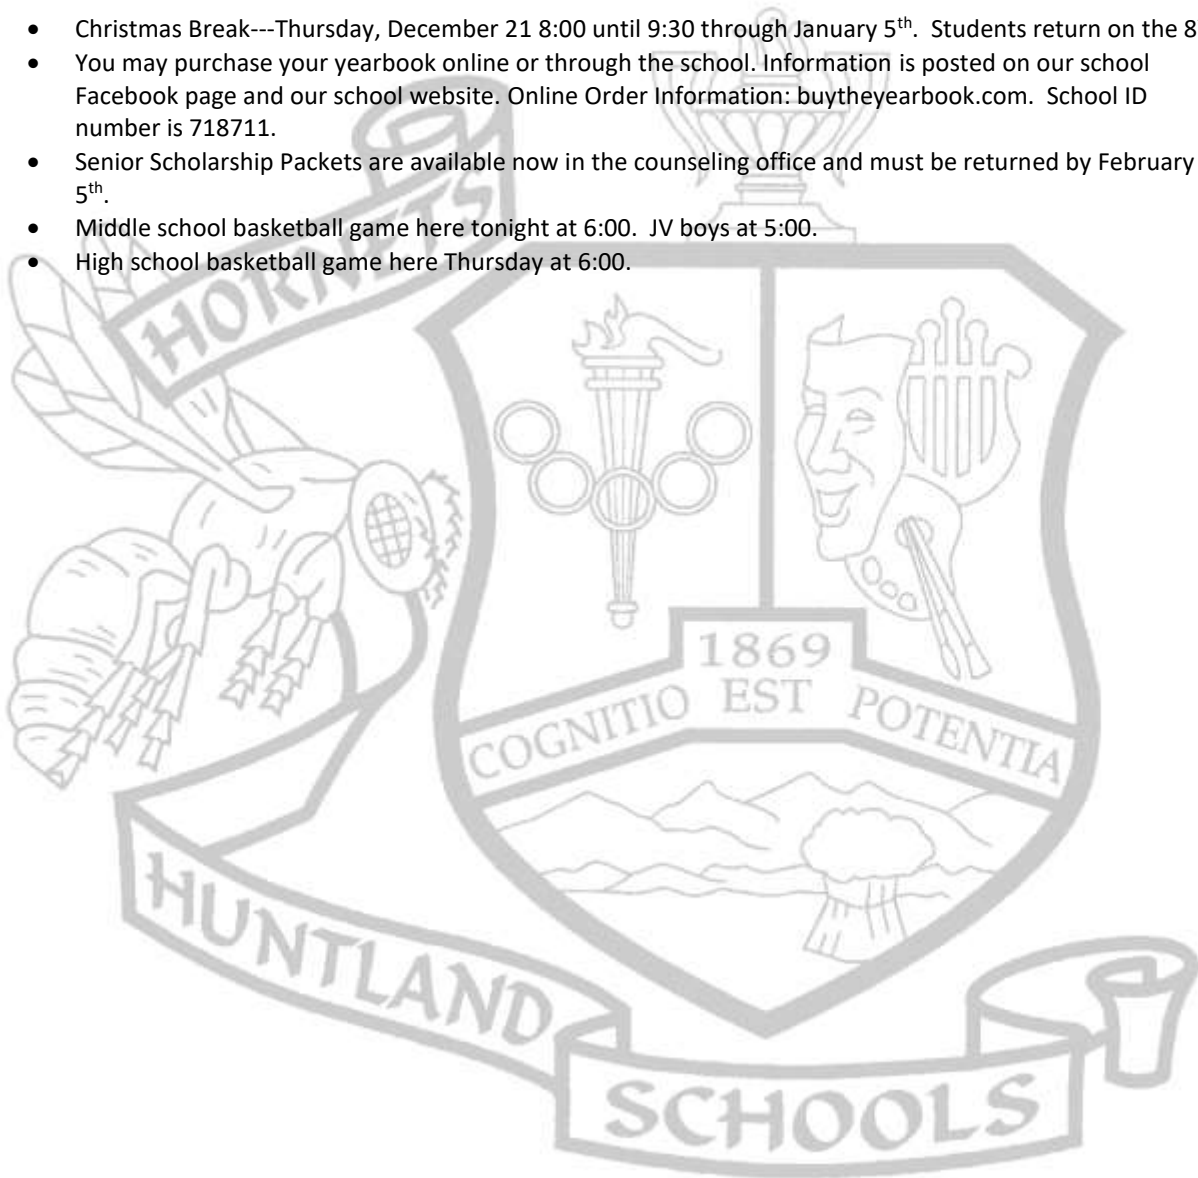 • Christmas Break---Thursday, December 21 8:00 until 9:30 through January 5th. Students return on the 8
• You may purchase your yearbook online or through the school. Information is posted on our school
Facebook page and our school website. Online Order Information: buytheyearbook.com. School ID
number is 718711.
• Senior Scholarship Packets are available now in the counseling office and must be returned by February
5th.
• Middle school basketball game here tonight at 6:00. JV boys at 5:00.
• High school basketball game here Thursday at 6:00.
HORNETS
1869
COGNITIO EST POTENTIA
HUNTLAND
SCHOOLS